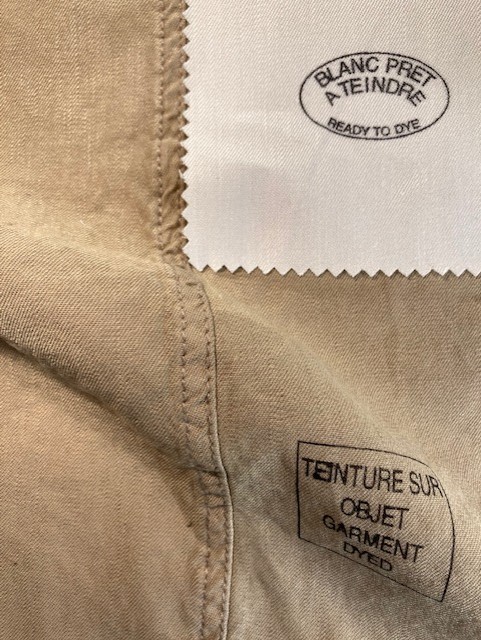 BLANC PRET
A TEINDRE
READY TO DYE
TEINTURE SUR
OBJET
GARMENT
DYED